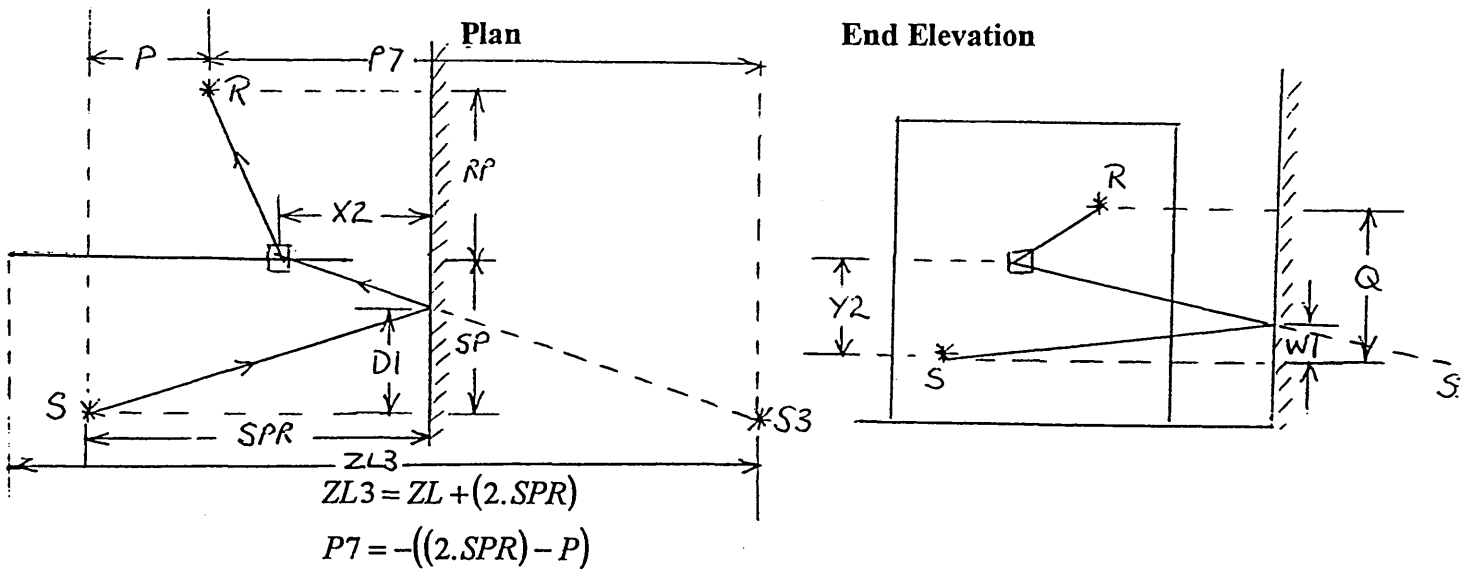 Plan
End Elevation
P
P7
R
RP
X2
SP
D1
S
SPR
S3
ZL3
ZL3 = ZL + (2.SPR)
P7 = -((2.SPR) - P)
R
Q
Y2
WT
S
S